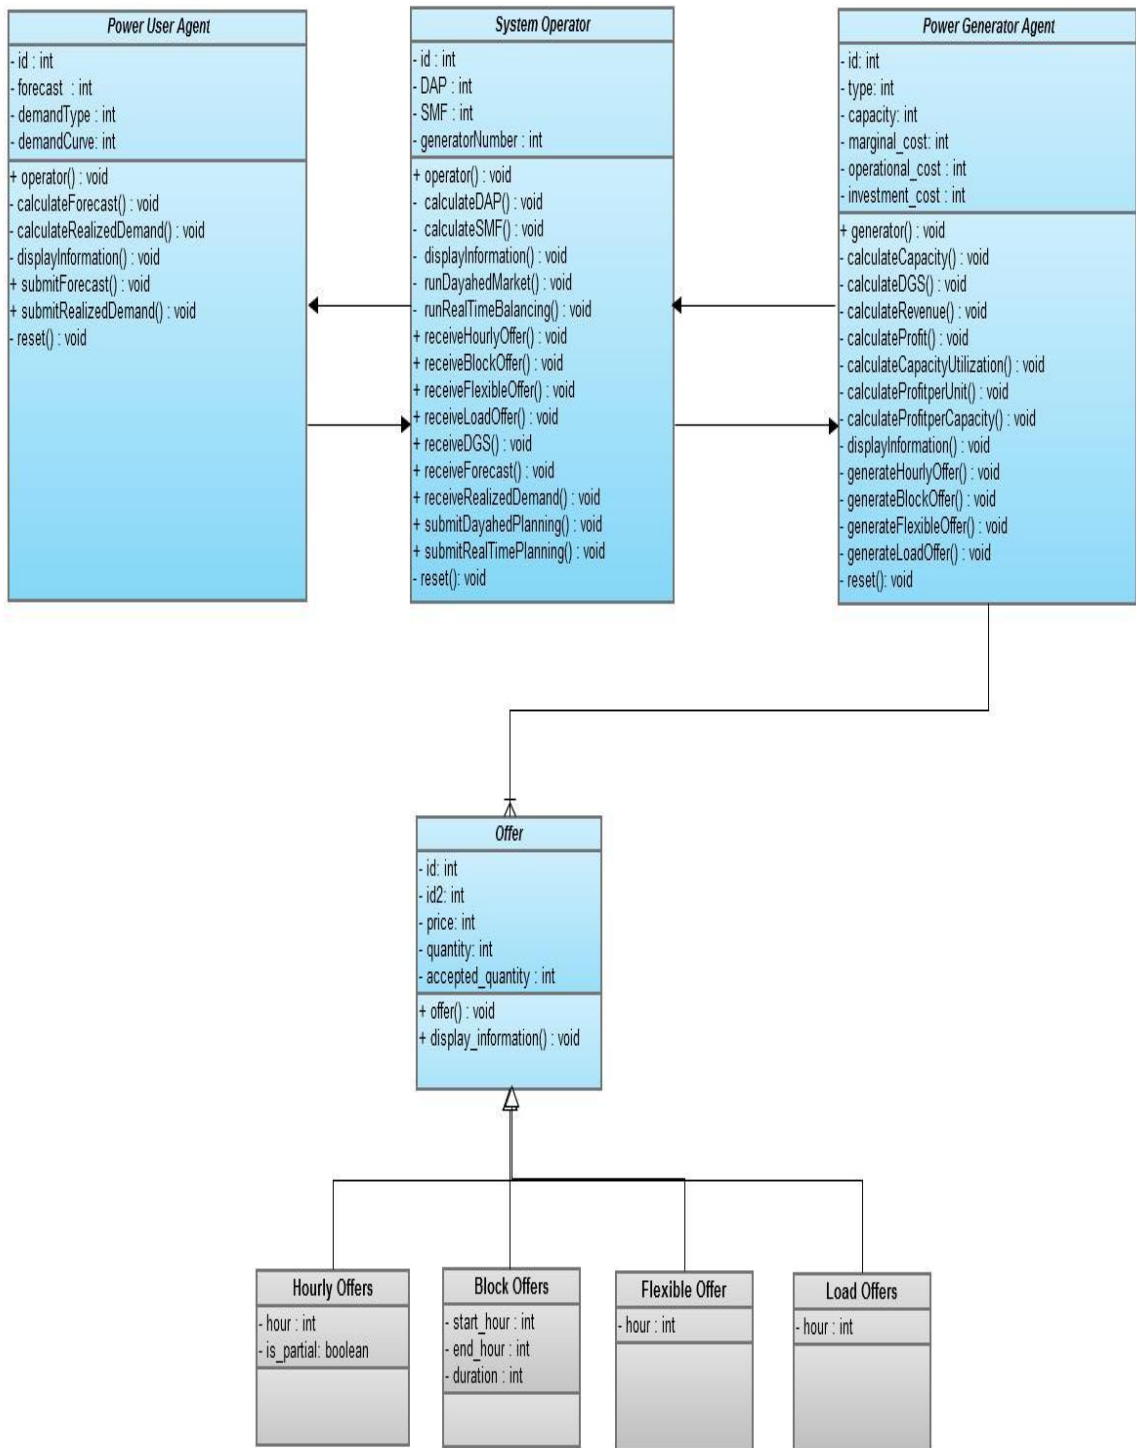 Power User Agent
- id : int
- forecast : int
- demandType : int
- demandCurve: int
+ operator() : void
- calculateForecast() : void
- calculateRealizedDemand() : void
- displayInformation() : void
+ submitForecast() : void
+ submitRealizedDemand() : void
- reset() : void
System Operator
- id : int
- DAP : int
- SMF : int
- generatorNumber : int
+ operator() : void
- calculateDAP() : void
- calculateSMF() : void
- displayInformation() : void
- runDayahedMarket() : void
- runRealTimeBalancing() : void
+ receiveHourlyOffer() : void
+ receiveBlockOffer() : void
+ receiveFlexibleOffer() : void
+ receiveLoadOffer() : void
+ receiveDGS() : void
+ receiveForecast() : void
+ receiveRealizedDemand() : void
+ submitDayahedPlanning() : void
+ submitRealTimePlanning() : void
- reset(): void
Power Generator Agent
- id: int
- type: int
- capacity: int
- marginal_cost: int
- operational_cost : int
- investment_cost : int
+ generator() : void
- calculateCapacity() : void
- calculateDGS() : void
- calculateRevenue() : void
- calculateProfit() : void
- calculateCapacityUtilization() : void
- calculateProfitperUnit() : void
- calculateProfitperCapacity() : void
- displayInformation() : void
- generateHourlyOffer() : void
- generateBlockOffer() : void
- generateFlexibleOffer() : void
- generateLoadOffer() : void
- reset(): void
Offer
- id: int
- id2: int
- price: int
- quantity: int
- accepted_quantity : int
+ offer() : void
+ display_information() : void
Hourly Offers
- hour : int
- is_partial: boolean
Block Offers
- start_hour : int
- end_hour : int
- duration : int
Flexible Offer
- hour : int
Load Offers
- hour : int